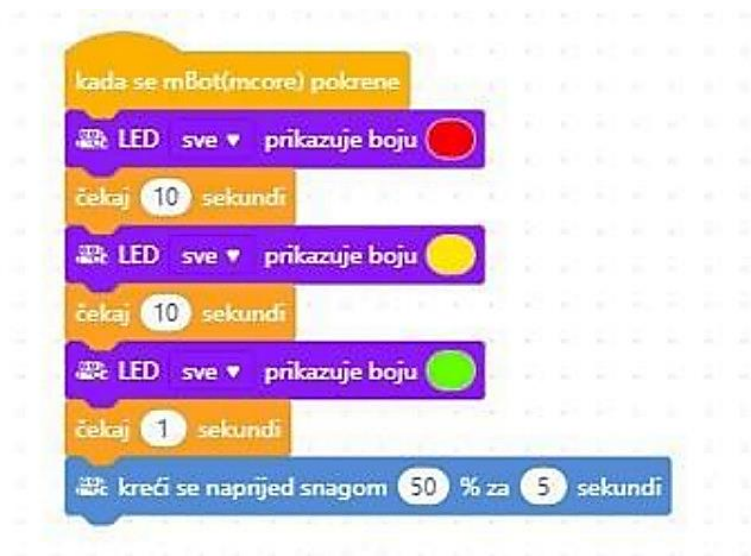 kada se mBot(mcore) pokrene
LED sve ▼ prikazuje boju
čekaj 10 sekundi
LED sve ▼ prikazuje boju
čekaj 10 sekundi
LED sve ▼ prikazuje boju
čekaj 1 sekundi
kreći se naprijed snagom 50 % za 5 sekundi